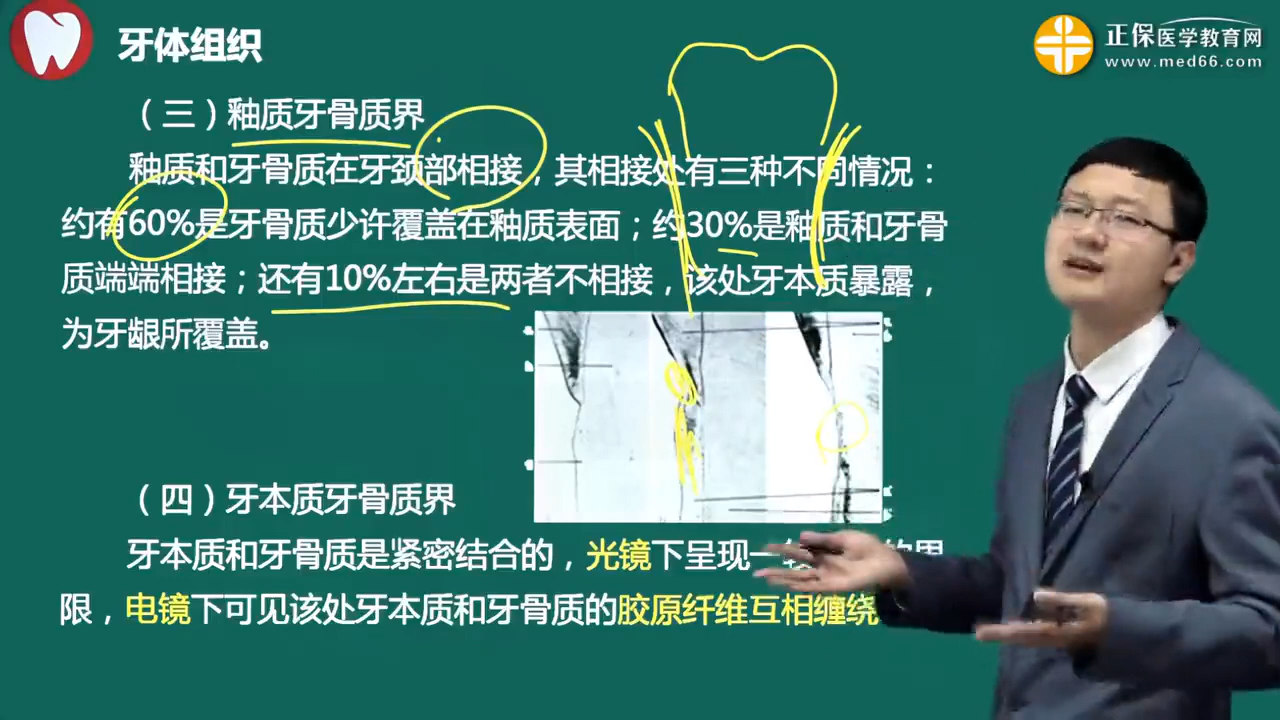 牙体组织
正保医学教育网
www.med66.com
（三）釉质牙骨质界
釉质和牙骨质在牙颈部相接，其相接处有三种不同情况：
约有60%是牙骨质少许覆盖在釉质表面；约30%是釉质和牙骨
质端端相接；还有10%左右是两者不相接，该处牙本质暴露，
为牙龈所覆盖。
（四）牙本质牙骨质界
牙本质和牙骨质是紧密结合的，光镜下呈现一较
限，电镜下可见该处牙本质和牙骨质的胶原纤维互相缠绕